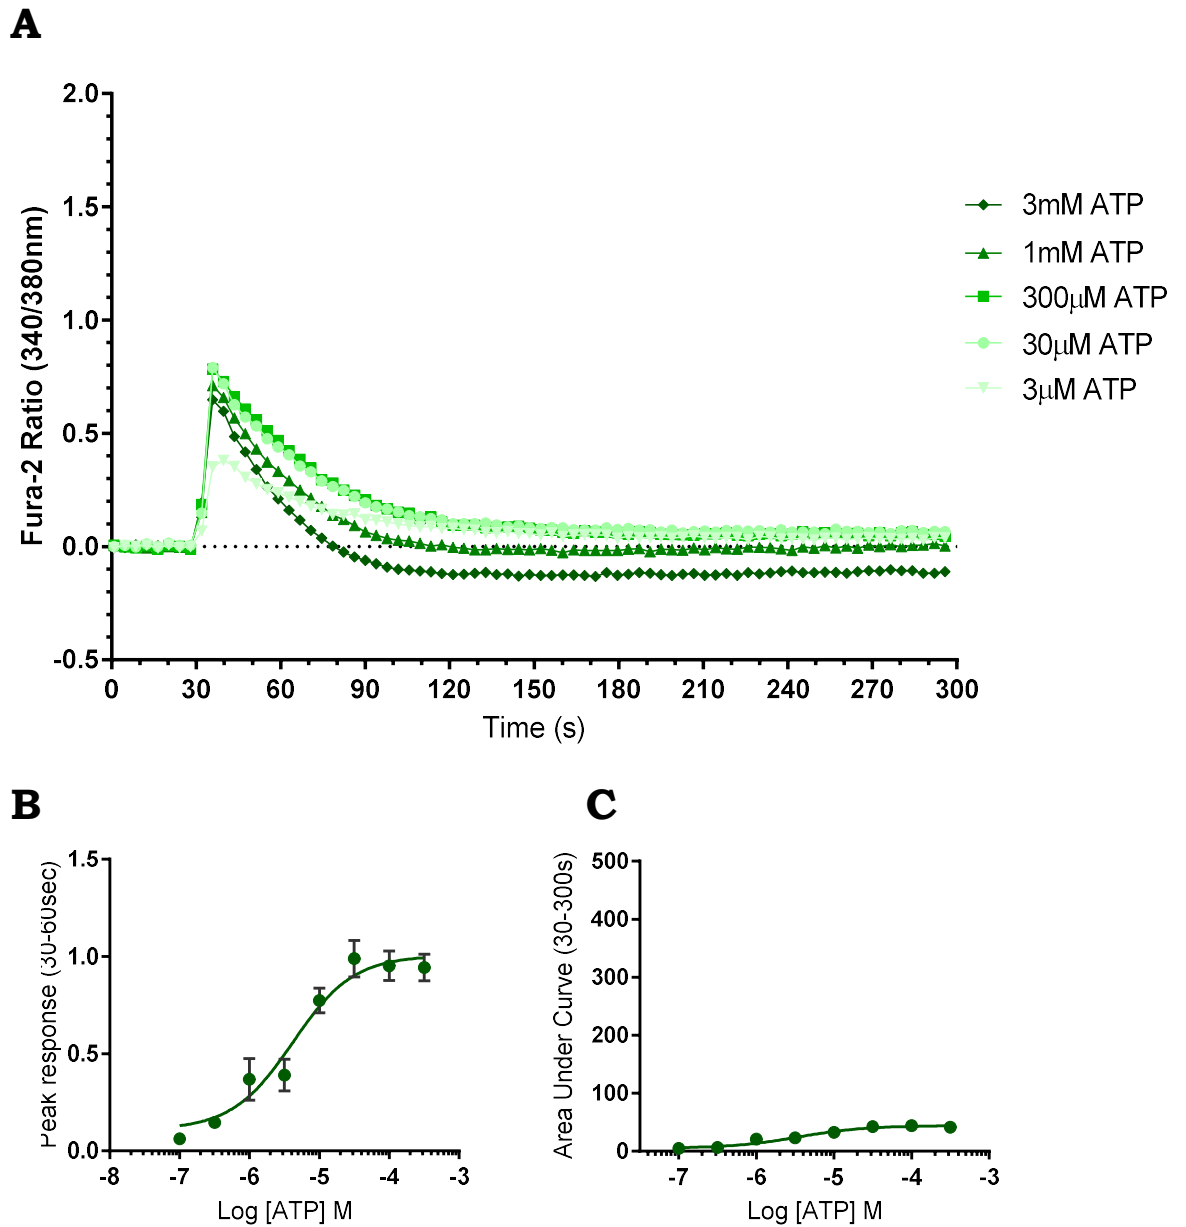 A
Fura-2 Ratio (340/380nm)
2.0
1.5
1.0
0.5
0.0
-0.5
0 30 60 90 120 150 180 210 240 270 300
Time (s)
3mM ATP
1mM ATP
300μM ATP
30μM ATP
3μM ATP
B
Peak response (30-60sec)
1.5
1.0
0.5
0.0
-8 -7 -6 -5 -4 -3
Log [ATP] M
C
Area Under Curve (30-300s)
500
400
300
200
100
0
-7 -6 -5 -4 -3
Log [ATP] M